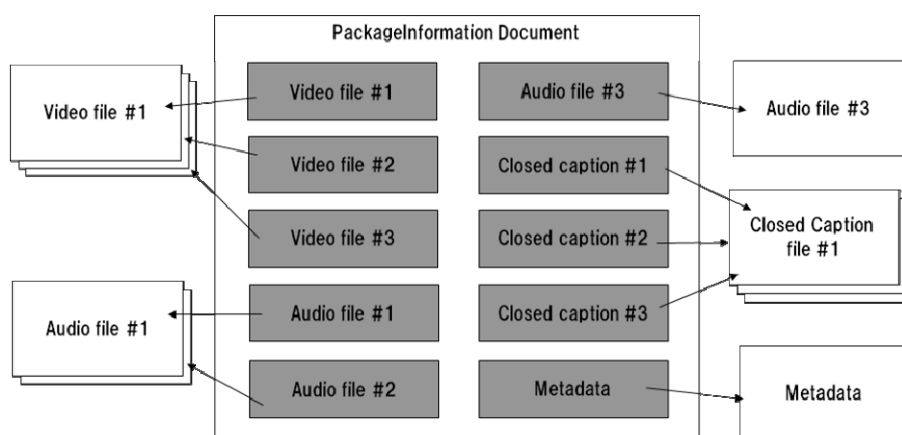 PackageInformation Document
Video file #1
Video file #1
Audio file #3
Audio file #3
Video file #2
Closed caption #1
Video file #3
Closed caption #2
Closed Caption
file #1
Audio file #1
Audio file #1
Closed caption #3
Audio file #2
Metadata
Metadata